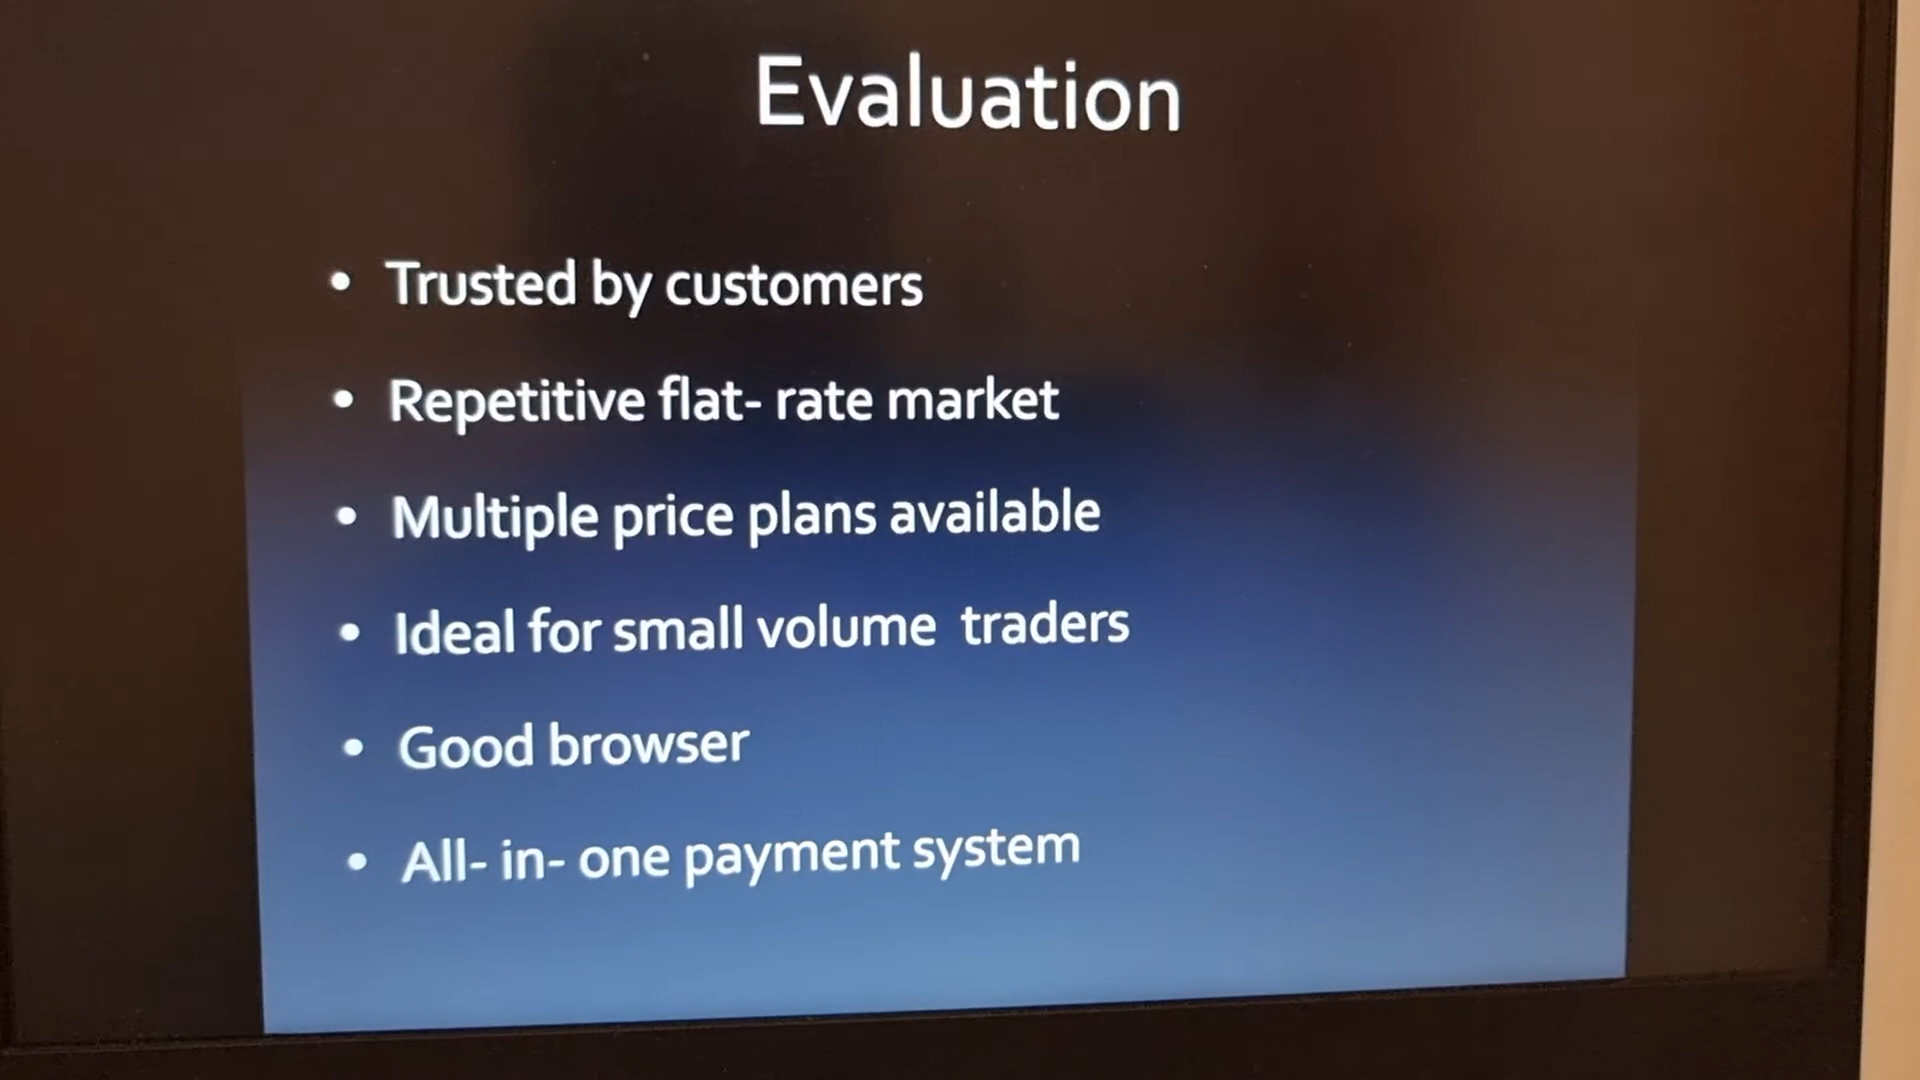 Evaluation
• Trusted by customers
• Repetitive flat- rate market
• Multiple price plans available
• Ideal for small volume  traders
• Good browser
• All- in- one payment system